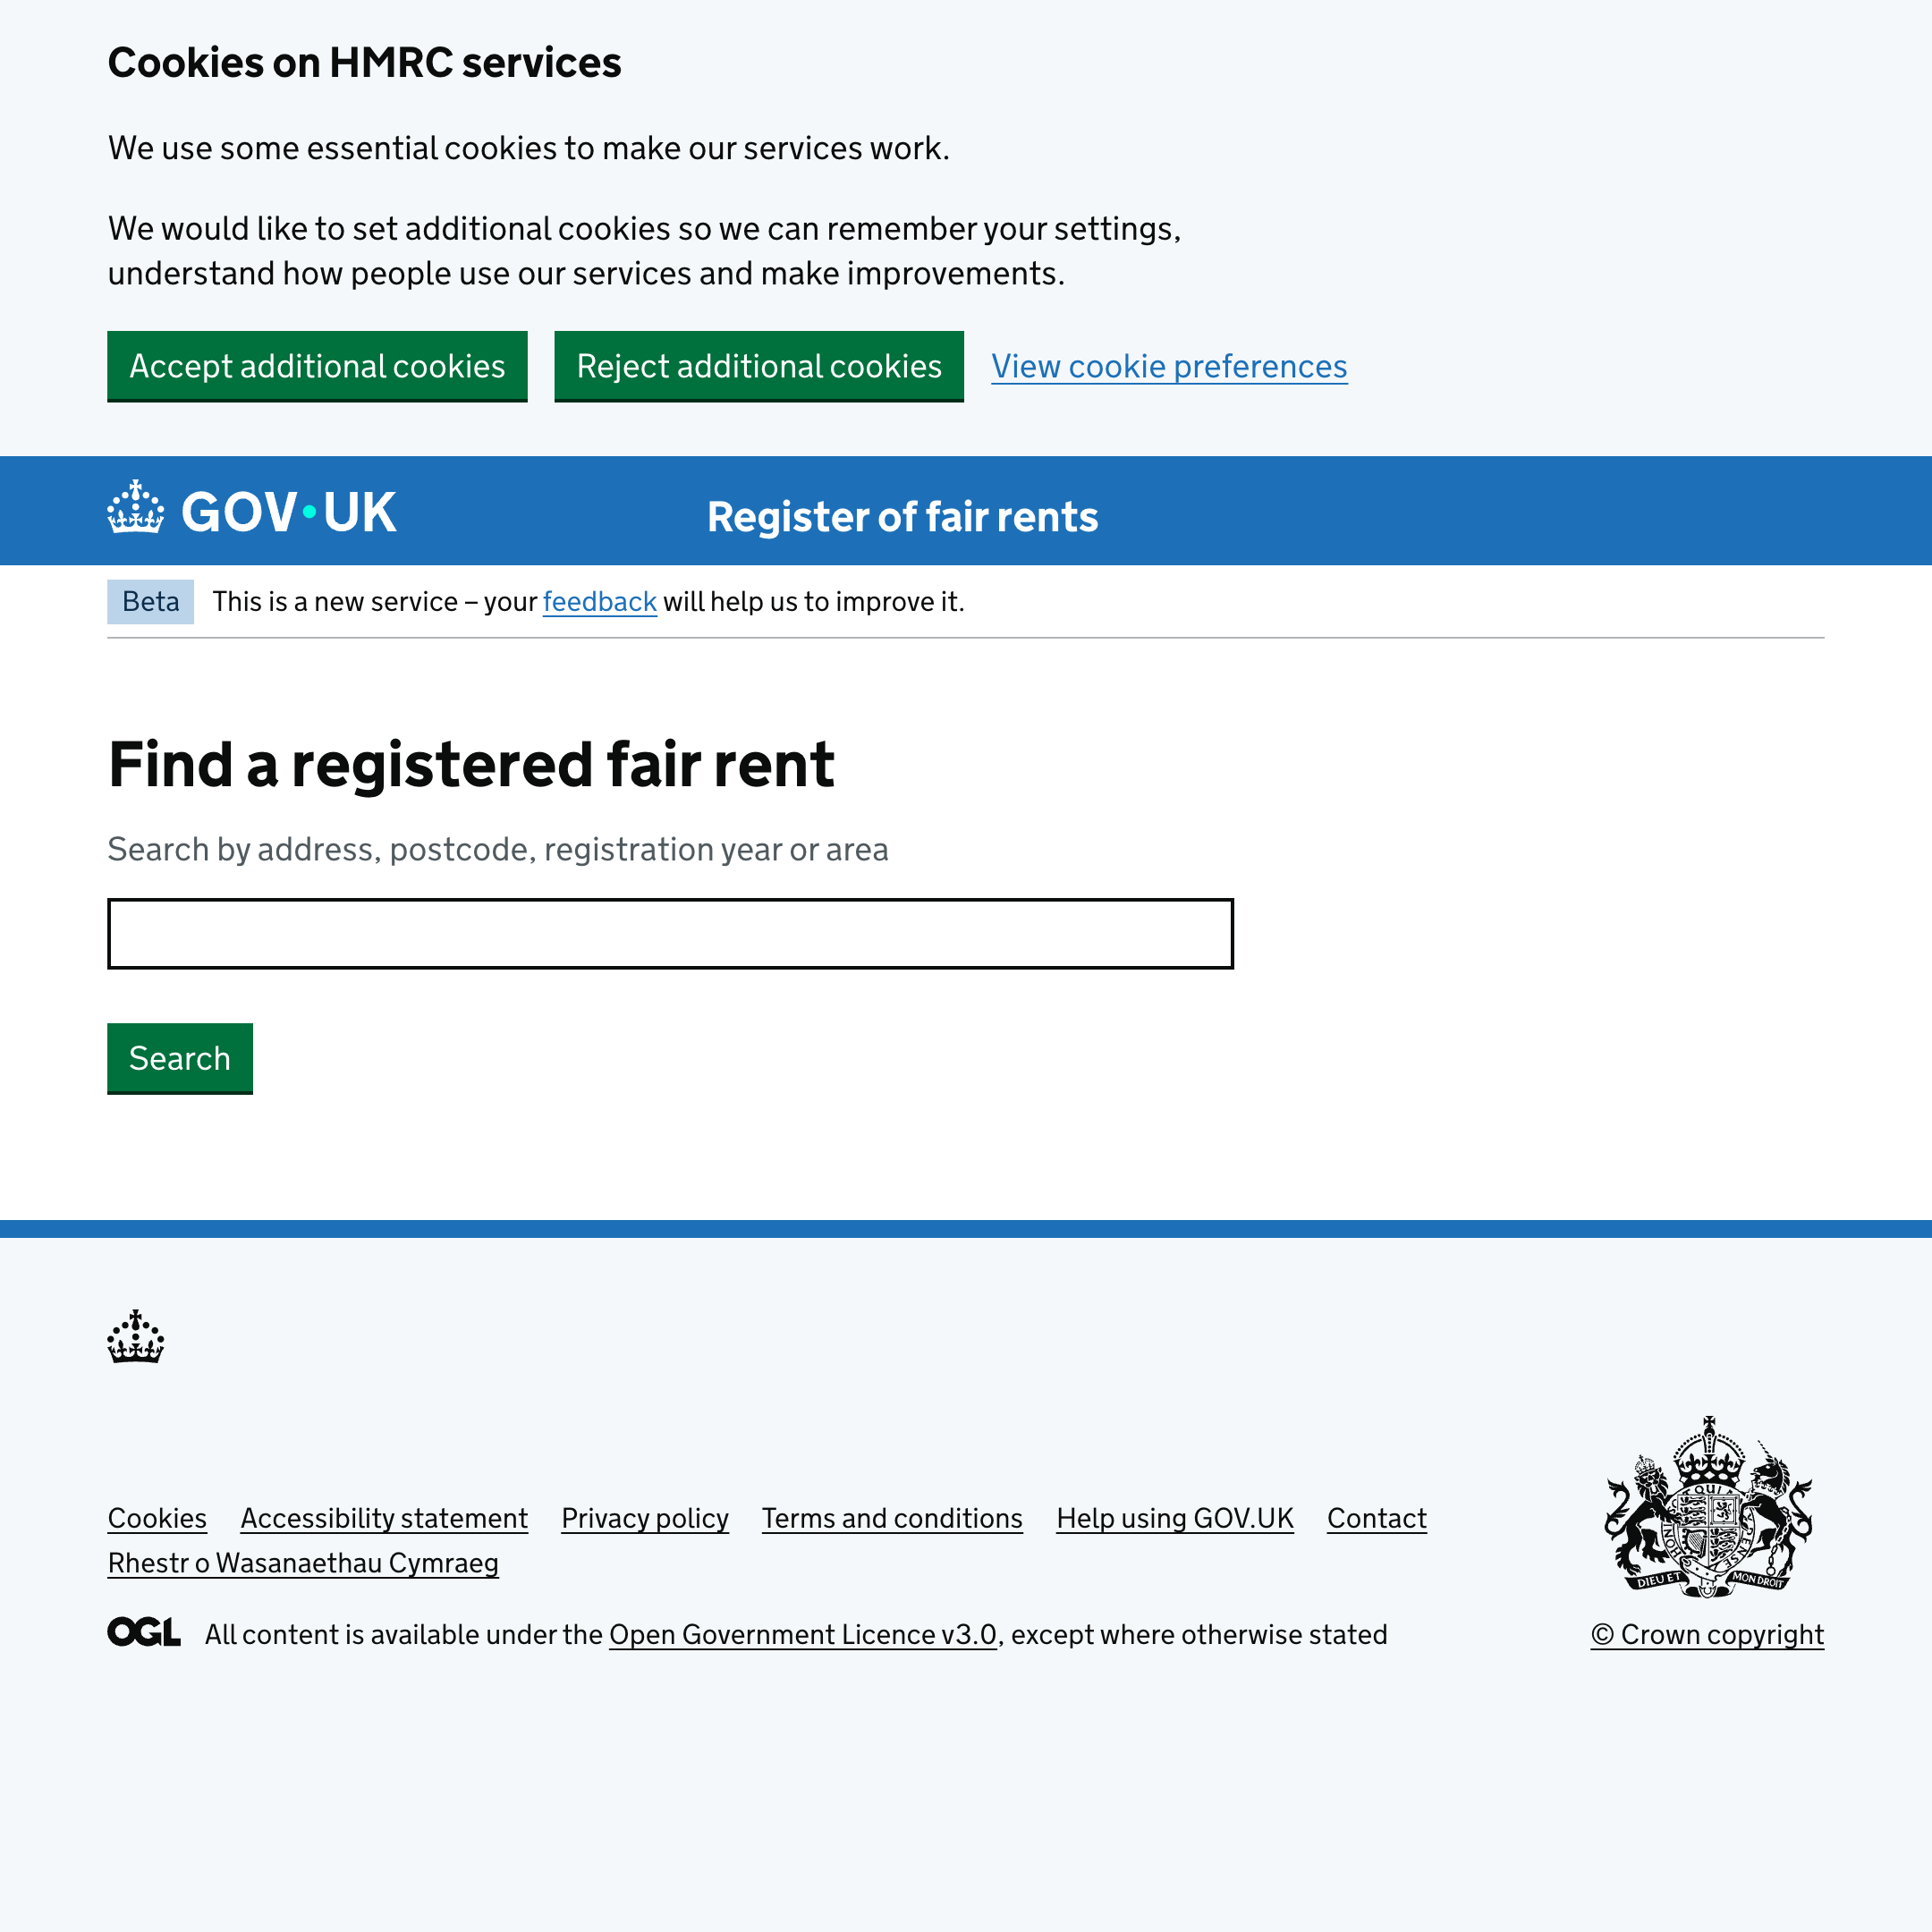 Cookies on HMRC services
We use some essential cookies to make our services work.
We would like to set additional cookies so we can remember your settings,
understand how people use our services and make improvements.
Accept additional cookies Reject additional cookies View cookie preferences
GOV·UK Register of fair rents
Beta This is a new service – your feedback will help us to improve it.
Find a registered fair rent
Search by address, postcode, registration year or area
Search
Cookies Accessibility statement Privacy policy Terms and conditions Help using GOV.UK Contact
Rhestr o Wasanaethau Cymraeg
DIEU ET MON DROIT
OGL All content is available under the Open Government Licence v3.0, except where otherwise stated
© Crown copyright